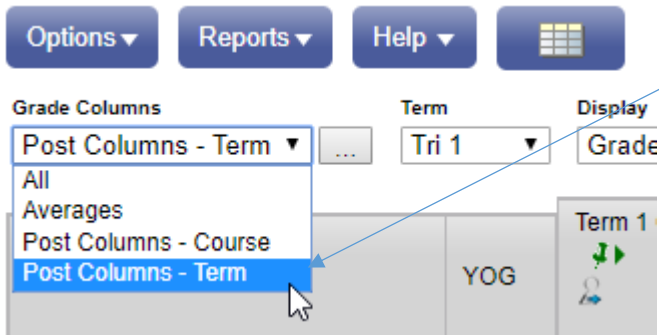 Options Reports Help
Grade Columns Term Display
Post Columns - Term ... Tri 1 Grade
All
Averages
Post Columns - Course
Post Columns - Term
Term 1
YOG